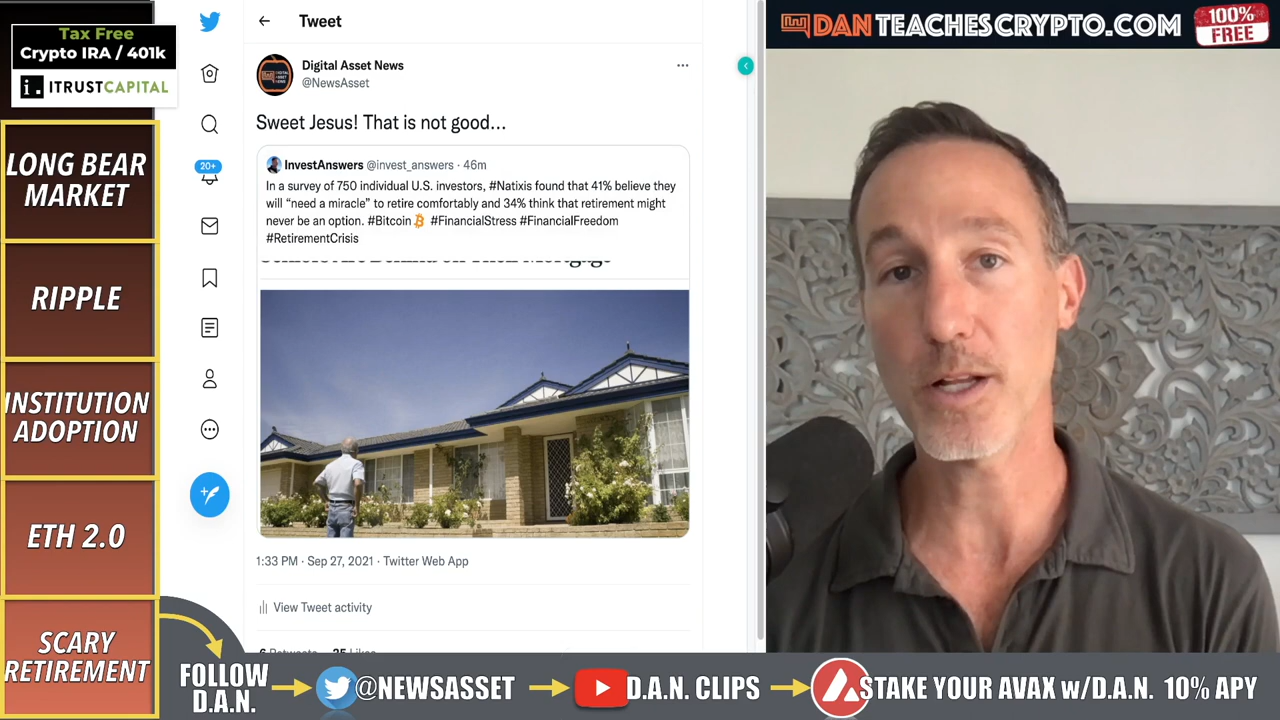 Tax Free
Crypto IRA / 401k
i. ITRUSTCAPITAL
LONG BEAR
MARKET
RIPPLE
INSTITUTION
ADOPTION
ETH 2.0
SCARY
RETIREMENT
20+
Tweet
Digital Asset News
@NewsAsset
Sweet Jesus! That is not good...
InvestAnswers @invest_answers · 46m
In a survey of 750 individual U.S. investors, #Natixis found that 41% believe they
will “need a miracle” to retire comfortably and 34% think that retirement might
never be an option. #Bitcoin #FinancialStress #FinancialFreedom
#RetirementCrisis
1:33 PM · Sep 27, 2021 · Twitter Web App
View Tweet activity
DANTEACHESCRYPTO.COM
100%
FREE
FOLLOW
D.A.N.
@NEWSASSET
D.A.N. CLIPS
STAKE YOUR AVAX w/D.A.N. 10% APY